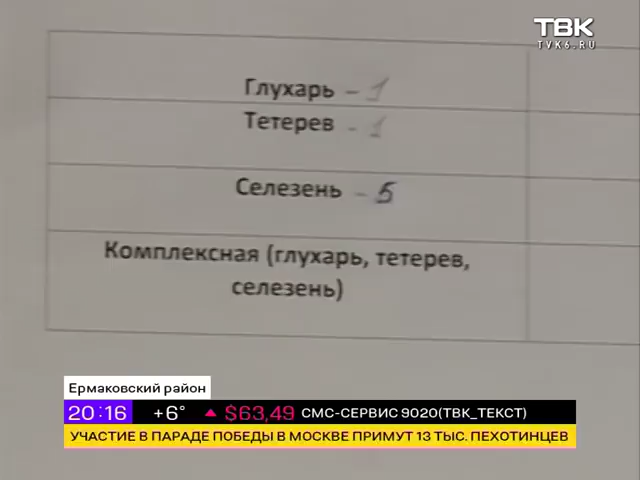 ТВК
TVK6.RU
Глухарь - 1
Тетерев - 1
Селезень - 5
Комплексная (глухарь, тетерев,
селезень)
Ермаковский район
20:16 +6° ▲ $63,49 СМС-СЕРВИС 9020(ТВК_ТЕКСТ)
УЧАСТИЕ В ПАРАДЕ ПОБЕДЫ В МОСКВЕ ПРИМУТ 13 ТЫС. ПЕХОТИНЦЕВ